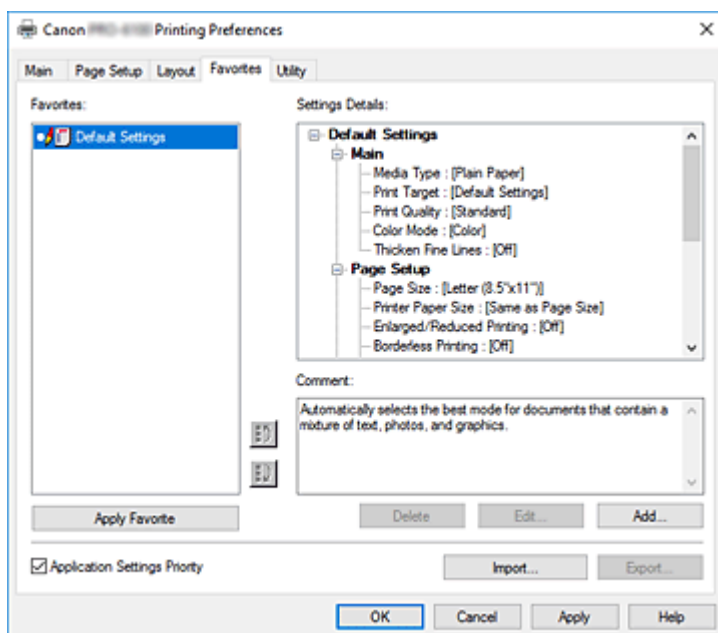 Canon Printing Preferences
Main Page Setup Layout Favorites Utility
Favorites:
Default Settings
Settings Details:
Default Settings
Main
Media Type : [Plain Paper]
Print Target : [Default Settings]
Print Quality : [Standard]
Color Mode : [Color]
Thicken Fine Lines : [Off]
Page Setup
Page Size : [Letter (8.5"x11")]
Printer Paper Size : [Same as Page Size]
Enlarged/Reduced Printing : [Off]
Borderless Printing : [Off]
Comment:
Automatically selects the best mode for documents that contain a
mixture of text, photos, and graphics.
Apply Favorite
Delete Edit... Add...
Application Settings Priority
Import... Export...
OK Cancel Apply Help